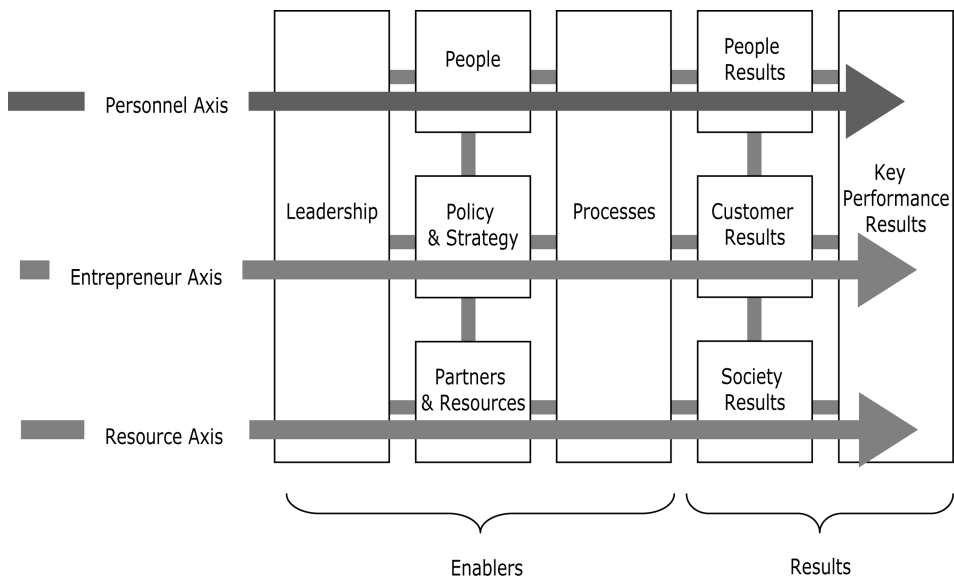 People
People
Results
Personnel Axis
Key
Performance
Results
Leadership
Policy
& Strategy
Processes
Customer
Results
Entrepreneur Axis
Partners
& Resources
Society
Results
Resource Axis
Enablers
Results